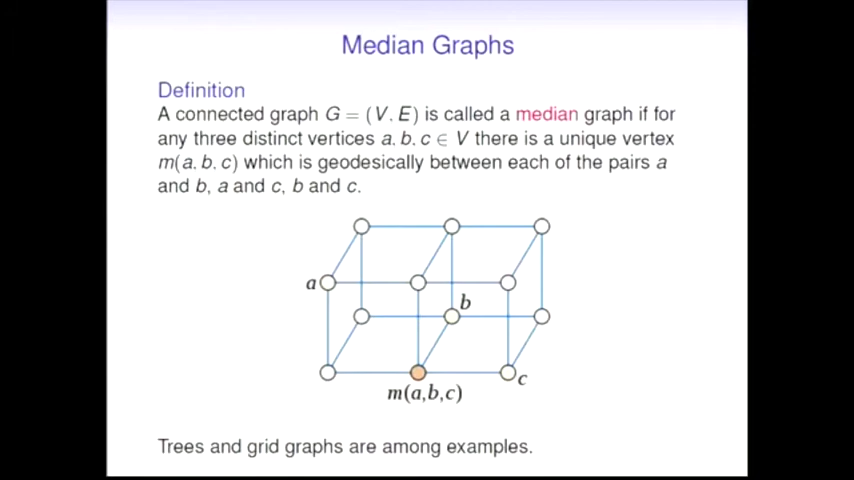 Median Graphs
Definition
A connected graph G = (V, E) is called a median graph if for
any three distinct vertices a, b, c ∈ V there is a unique vertex
m(a, b, c) which is geodesically between each of the pairs a
and b, a and c, b and c.
a
b
c
m(a,b,c)
Trees and grid graphs are among examples.